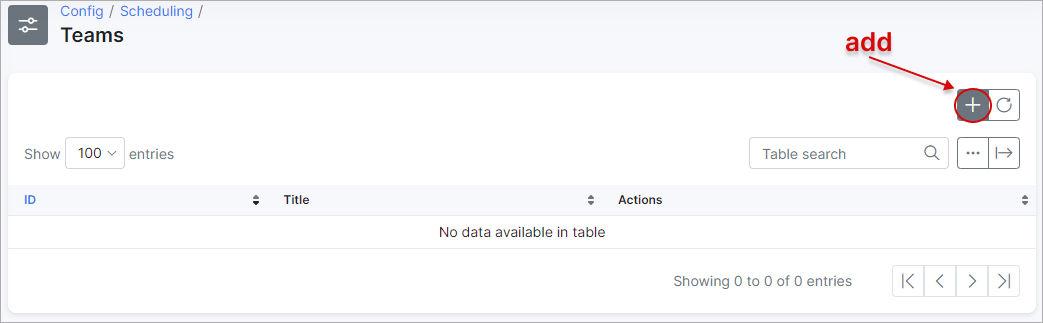 Config / Scheduling /
Teams
add
Show 100 entries
Table search
ID Title Actions
No data available in table
Showing 0 to 0 of 0 entries